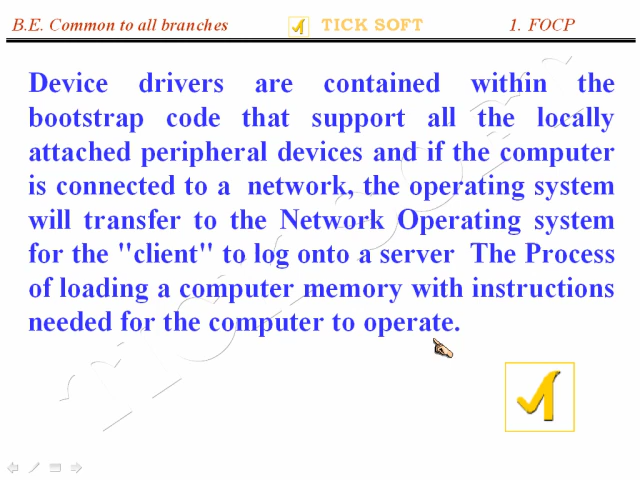 B.E. Common to all branches TICK SOFT 1. FOCP
Device drivers are contained within the
bootstrap code that support all the locally
attached peripheral devices and if the computer
is connected to a network, the operating system
will transfer to the Network Operating system
for the "client" to log onto a server The Process
of loading a computer memory with instructions
needed for the computer to operate.